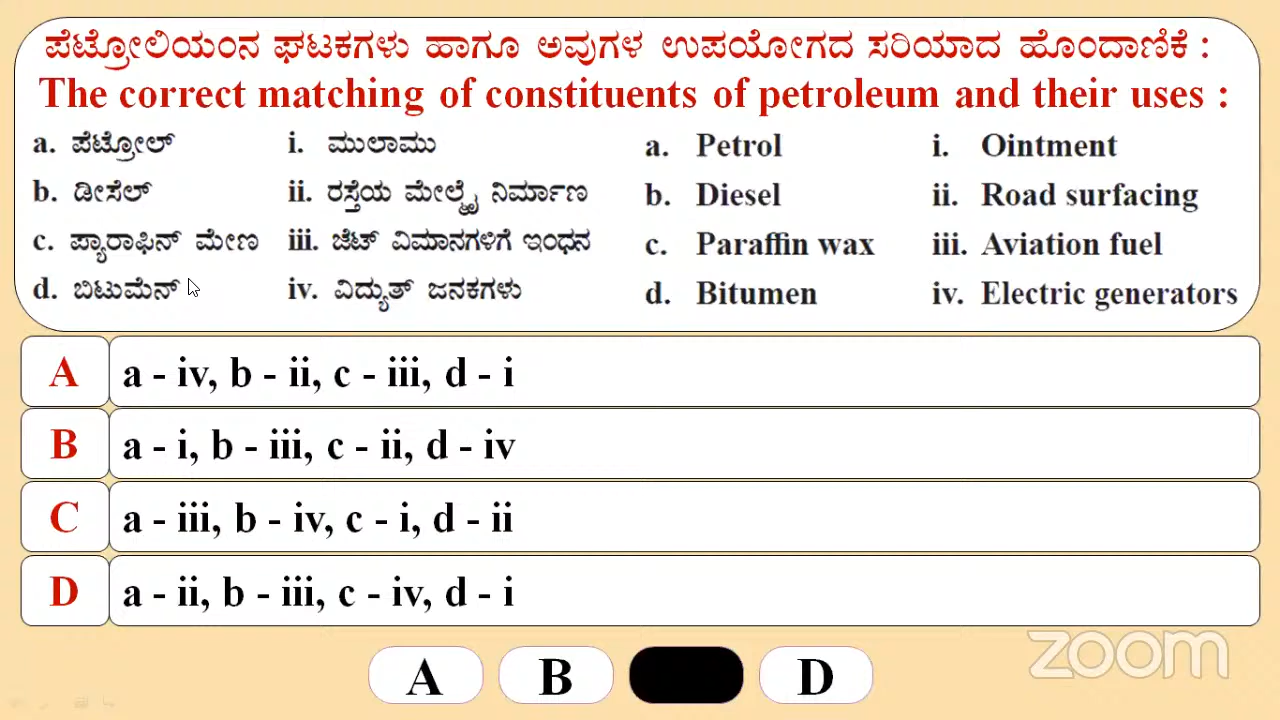 ಪೆಟ್ರೋಲಿಯಂನ ಘಟಕಗಳು ಹಾಗೂ ಅವುಗಳ ಉಪಯೋಗದ ಸರಿಯಾದ ಹೊಂದಾಣಿಕೆ :
The correct matching of constituents of petroleum and their uses :
a. ಪೆಟ್ರೋಲ್ i. ಮುಲಾಮು a. Petrol i. Ointment
b. ಡೀಸೆಲ್ ii. ರಸ್ತೆಯ ಮೇಲ್ಮೈ ನಿರ್ಮಾಣ b. Diesel ii. Road surfacing
c. ಪ್ಯಾರಾಫಿನ್ ಮೇಣ iii. ಜೆಟ್ ವಿಮಾನಗಳಿಗೆ ಇಂಧನ c. Paraffin wax iii. Aviation fuel
d. ಬಿಟುಮೆನ್ iv. ವಿದ್ಯುತ್ ಜನಕಗಳು d. Bitumen iv. Electric generators
A a - iv, b - ii, c - iii, d - i
B a - i, b - iii, c - ii, d - iv
C a - iii, b - iv, c - i, d - ii
D a - ii, b - iii, c - iv, d - i
A B D
zoom